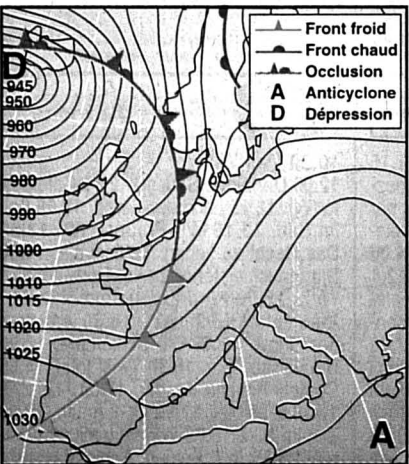 Front froid
Front chaud
Occlusion
A Anticyclone
D Dépression
D
945
950
960
970
980
990
1000
1010
1015
1020
1025
1030
A